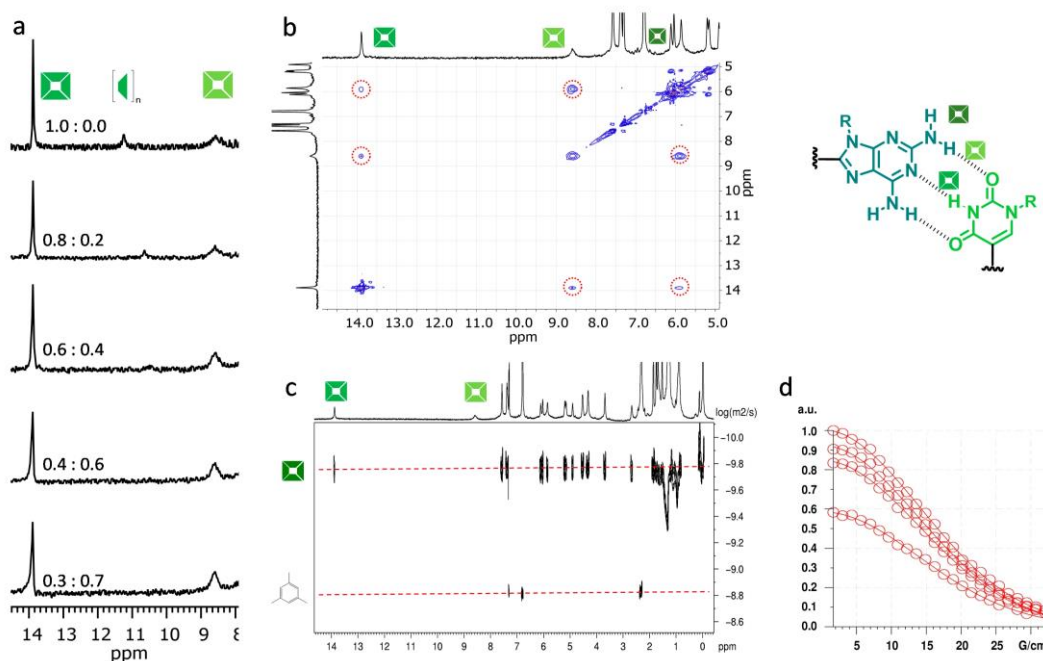 a
n
1.0 : 0.0
0.8 : 0.2
0.6 : 0.4
0.4 : 0.6
0.3 : 0.7
14 13 12 11 10 9 8
ppm
b
5
6
7
8
9
10
11
12
13
14
ppm
14.0 13.0 12.0 11.0 10.0 9.0 8.0 7.0 6.0 5.0
ppm
R
N N N H
H
N N
H N R
N O
H H O
c
log(m2/s)
-10.0
-9.8
-9.6
-9.4
-9.2
-9.0
-8.8
-8.6
14 13 12 11 10 9 8 7 6 5 4 3 2 1 0 ppm
d
a.u.
1.0
0.9
0.8
0.7
0.6
0.5
0.4
0.3
0.2
0.1
0.0
5 10 15 20 25 G/cm